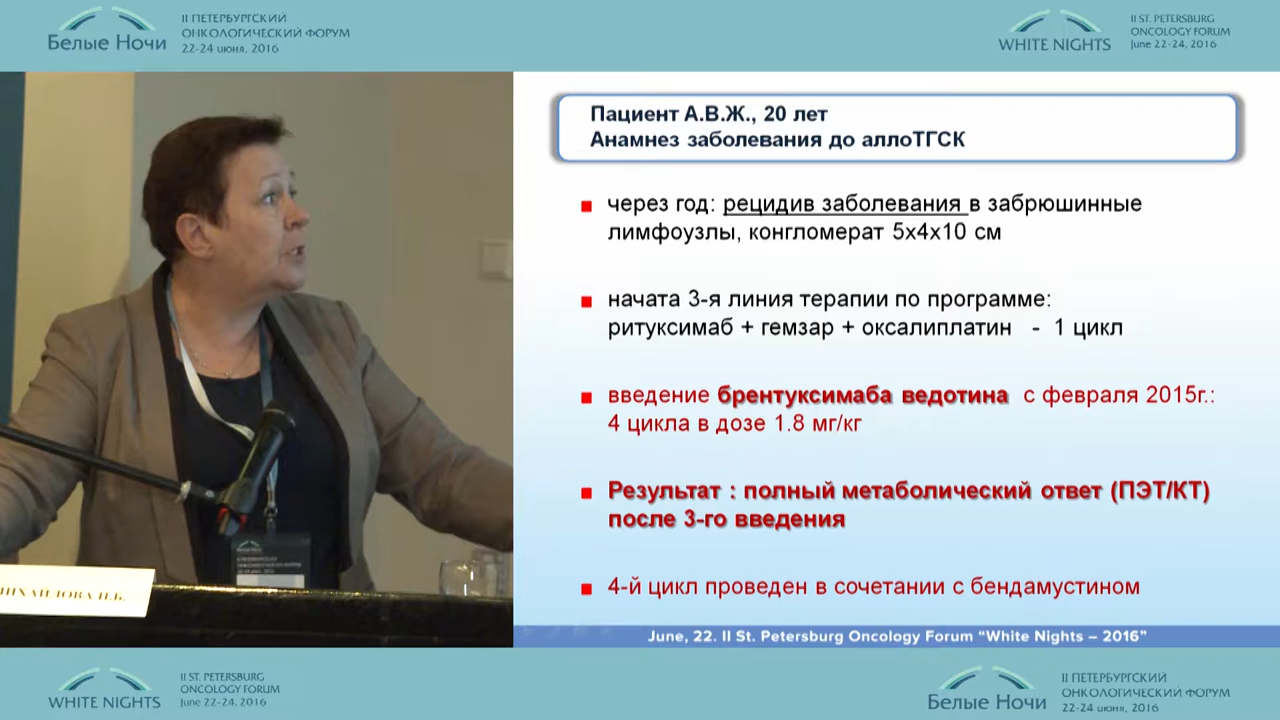 Белые Ночи
II ПЕТЕРБУРГСКИЙ
ОНКОЛОГИЧЕСКИЙ ФОРУМ
22-24 июня, 2016
WHITE NIGHTS
II ST. PETERSBURG
ONCOLOGY FORUM
June 22-24, 2016
Пациент А.В.Ж., 20 лет
Анамнез заболевания до аллоТГСК
через год: рецидив заболевания в забрюшинные
лимфоузлы, конгломерат 5х4х10 см
начата 3-я линия терапии по программе:
ритуксимаб + гемзар + оксалиплатин - 1 цикл
введение брентуксимаба ведотина с февраля 2015г.:
4 цикла в дозе 1.8 мг/кг
Результат : полный метаболический ответ (ПЭТ/КТ)
после 3-го введения
4-й цикл проведен в сочетании с бендамустином
June, 22. II St. Petersburg Oncology Forum “White Nights – 2016”
WHITE NIGHTS
II ST. PETERSBURG
ONCOLOGY FORUM
June 22-24, 2016
Белые Ночи
II ПЕТЕРБУРГСКИЙ
ОНКОЛОГИЧЕСКИЙ ФОРУМ
22-24 июня, 2016